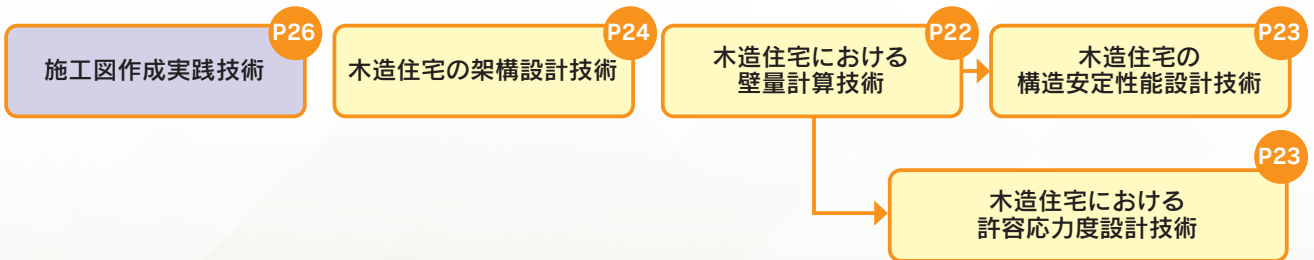 P26
施工図作成実践技術
P24
木造住宅の架構設計技術
P22
木造住宅における
壁量計算技術
P23
木造住宅の
構造安定性能設計技術
P23
木造住宅における
許容応力度設計技術